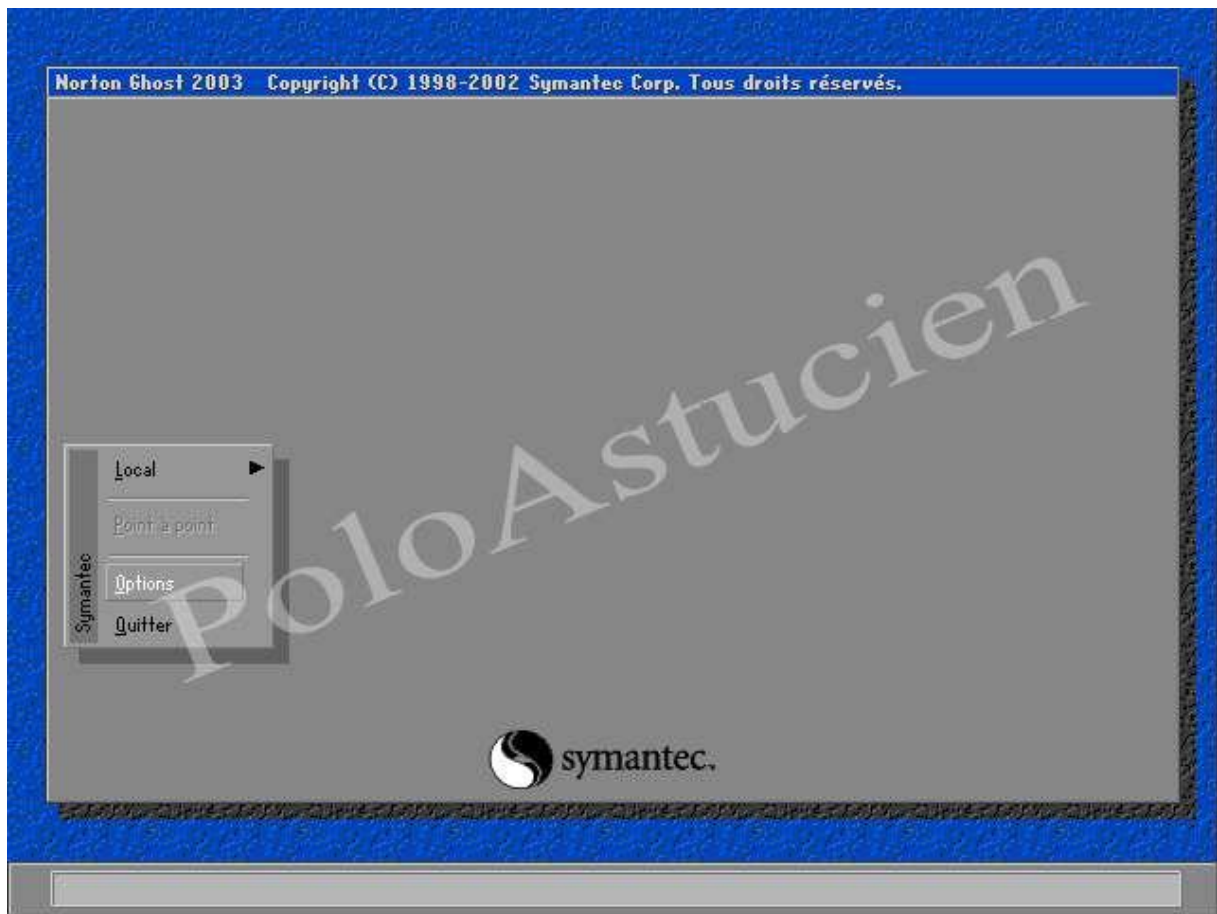 Norton Ghost 2003 Copyright (C) 1998-2002 Symantec Corp. Tous droits réservés.
Local
Point à point
Options
Quitter
Symantec
PoloAstucien
symantec.